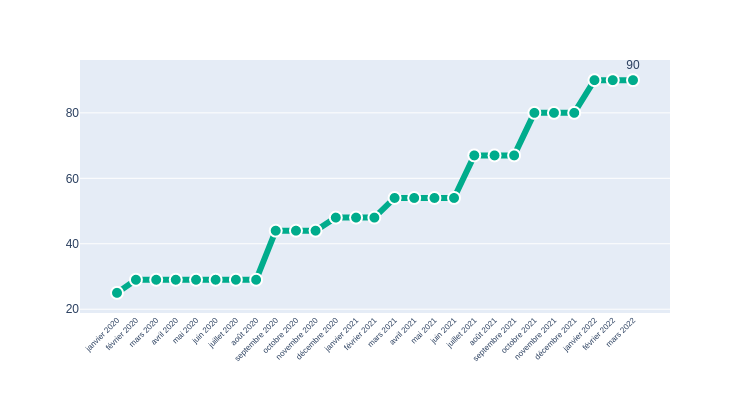 90
80
60
40
20
janvier 2020
février 2020
mars 2020
avril 2020
mai 2020
juin 2020
juillet 2020
août 2020
septembre 2020
octobre 2020
novembre 2020
décembre 2020
janvier 2021
février 2021
mars 2021
avril 2021
mai 2021
juin 2021
juillet 2021
août 2021
septembre 2021
octobre 2021
novembre 2021
décembre 2021
janvier 2022
février 2022
mars 2022